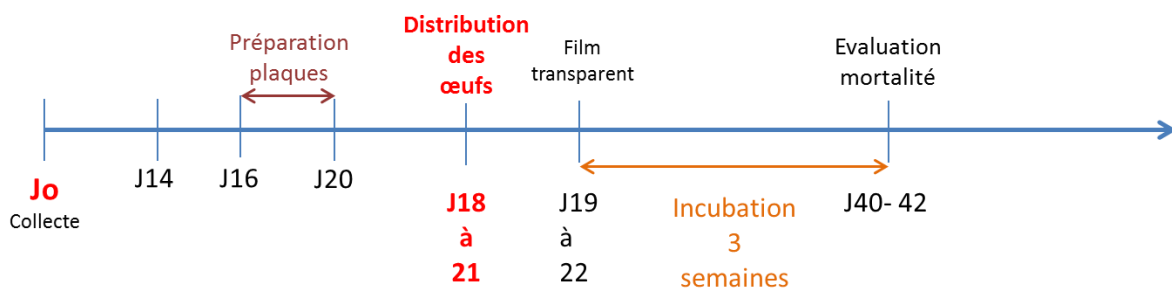 Préparation
plaques
Distribution
des
œufs
Film
transparent
Evaluation
mortalité
Jo
Collecte
J14
J16
J20
J18
à
21
J19
à
22
Incubation
3
semaines
J40- 42